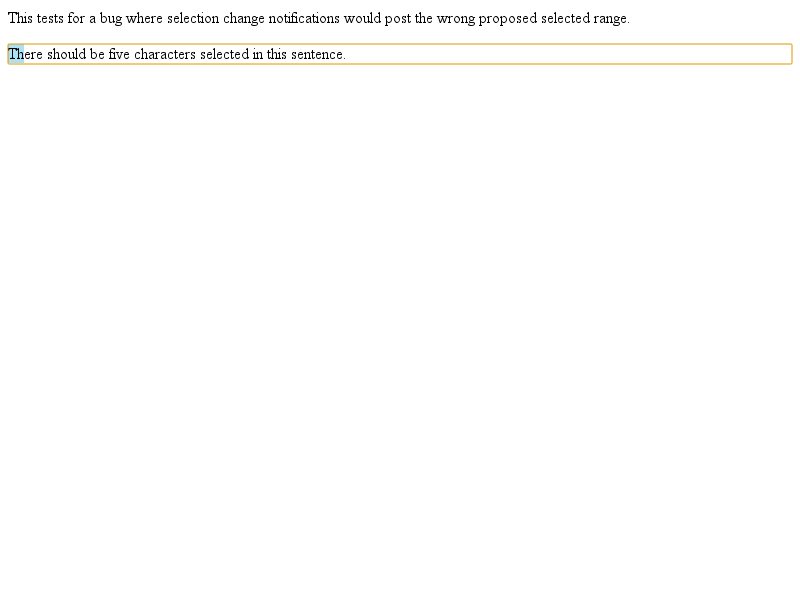 This tests for a bug where selection change notifications would post the wrong proposed selected range.
There should be five characters selected in this sentence.